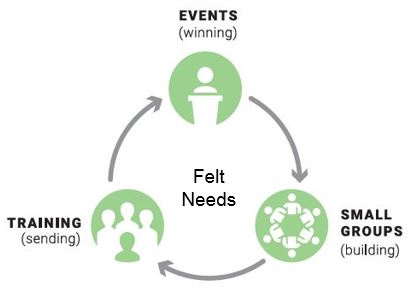 EVENTS
(winning)
Felt
Needs
SMALL
GROUPS
(building)
TRAINING
(sending)